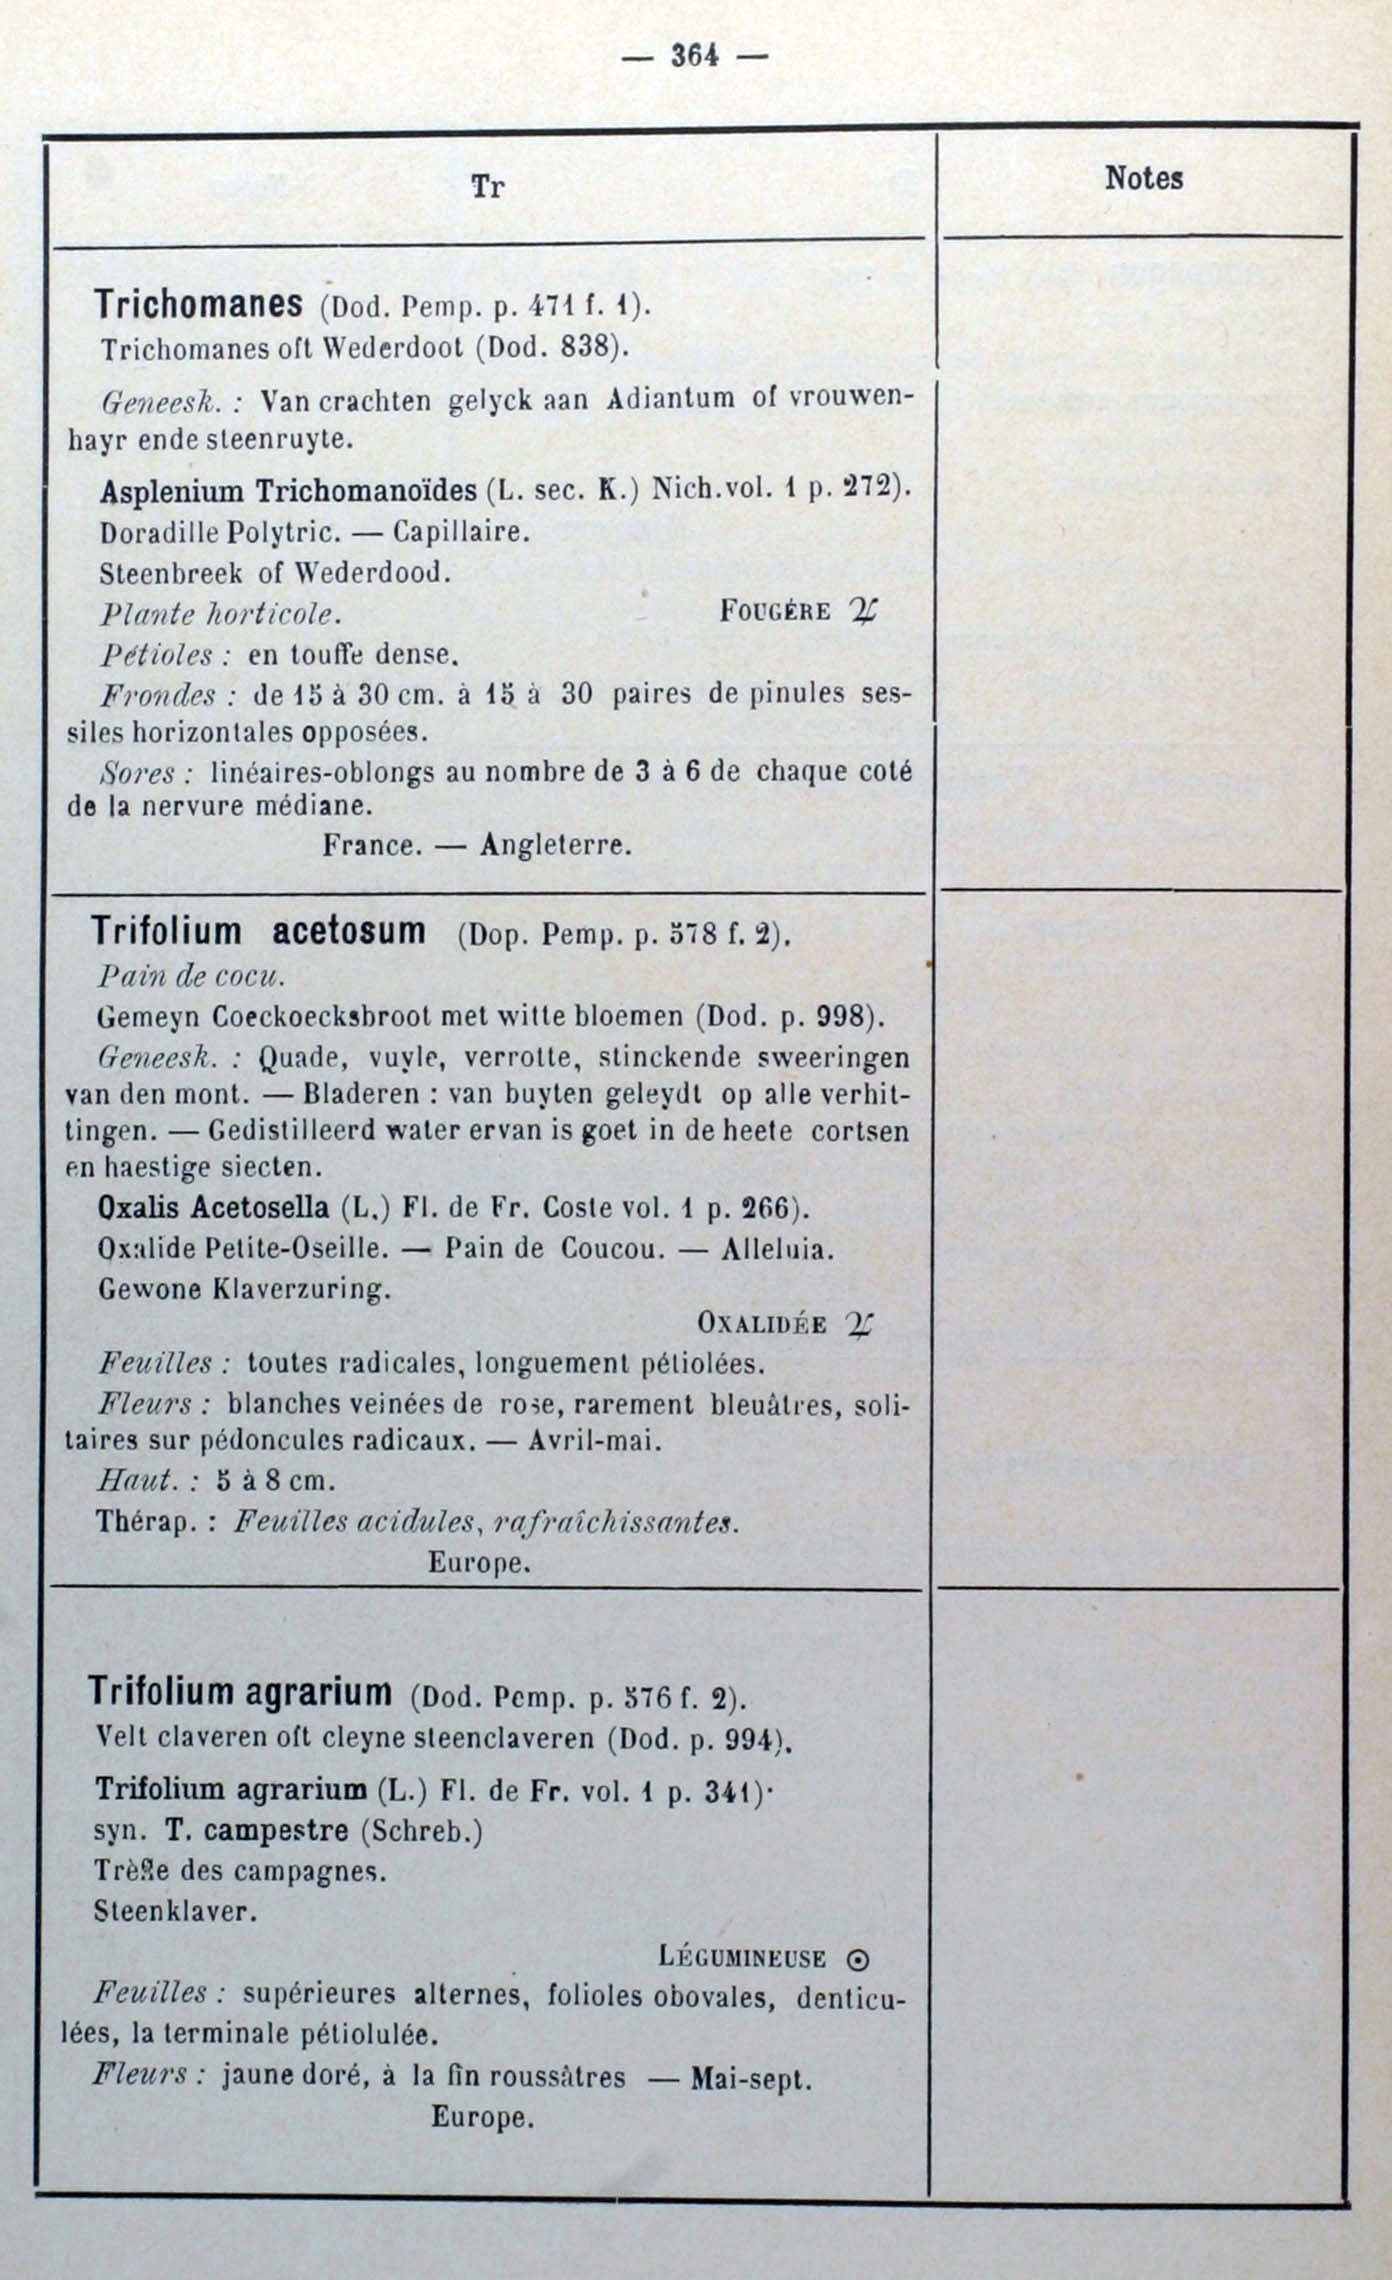 — 364 —
Tr
Notes
Trichomanes (Dod. Pemp. p. 471 f. 1).
Trichomanes oft Wederdoot (Dod. 838).
Geneesk. : Van crachten gelyck aan Adiantum of vrouwen-
hayr ende steenruyte.
Asplenium Trichomanoïdes (L. sec. K.) Nich. vol. 1 p. 272).
Doradille Polytric. — Capillaire.
Steenbreek of Wederdood.
Plante horticole. FOUGÉRE ♃
Pétioles : en touffe dense.
Frondes : de 15 à 30 cm. à 15 à 30 paires de pinules ses-
siles horizontales opposées.
Sores : linéaires-oblongs au nombre de 3 à 6 de chaque coté
de la nervure médiane.
France. — Angleterre.
Trifolium acetosum (Dop. Pemp. p. 578 f. 2).
Pain de cocu.
Gemeyn Coeckoecksbroot met witte bloemen (Dod. p. 998).
Geneesk. : Quade, vuyle, verrotte, stinckende sweeringen
van den mont. — Bladeren : van buyten geleydt op alle verhit-
tingen. — Gedistilleerd water ervan is goet in de heete cortsen
en haestige siecten.
Oxalis Acetosella (L.) Fl. de Fr. Coste vol. 1 p. 266).
Oxalide Petite-Oseille. — Pain de Coucou. — Alleluia.
Gewone Klaverzuring.
OXALIDÉE ♃
Feuilles : toutes radicales, longuement pétiolées.
Fleurs : blanches veinées de rose, rarement bleuâtres, soli-
taires sur pédoncules radicaux. — Avril-mai.
Haut. : 5 à 8 cm.
Thérap. : Feuilles acidules, rafraîchissantes.
Europe.
Trifolium agrarium (Dod. Pemp. p. 576 f. 2).
Velt claveren oft cleyne steenclaveren (Dod. p. 994).
Trifolium agrarium (L.) Fl. de Fr. vol. 1 p. 341)·
syn. T. campestre (Schreb.)
Trèfle des campagnes.
Steenklaver.
LÉGUMINEUSE ⊙
Feuilles : supérieures alternes, folioles obovales, denticu-
lées, la terminale pétiolulée.
Fleurs : jaune doré, à la fin roussâtres — Mai-sept.
Europe.